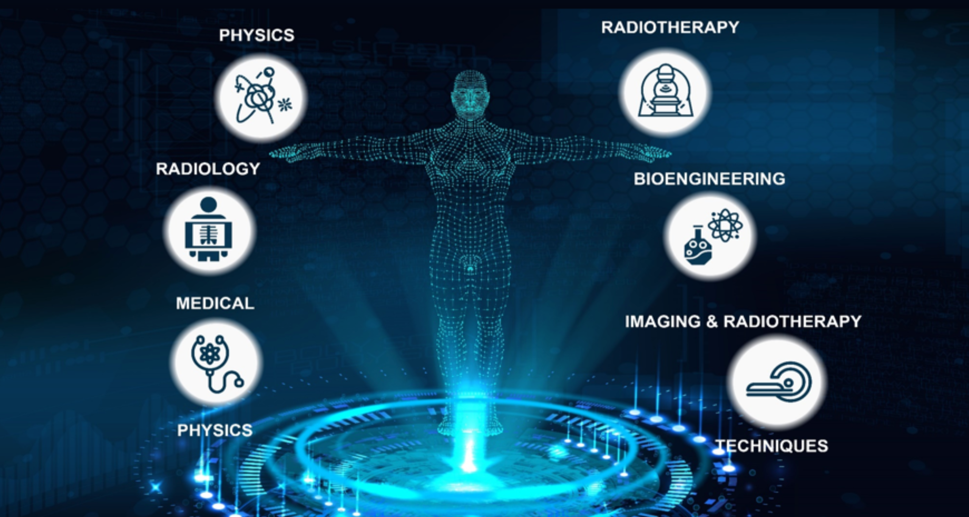 PHYSICS
RADIOTHERAPY
RADIOLOGY
BIOENGINEERING
MEDICAL
PHYSICS
IMAGING & RADIOTHERAPY
TECHNIQUES